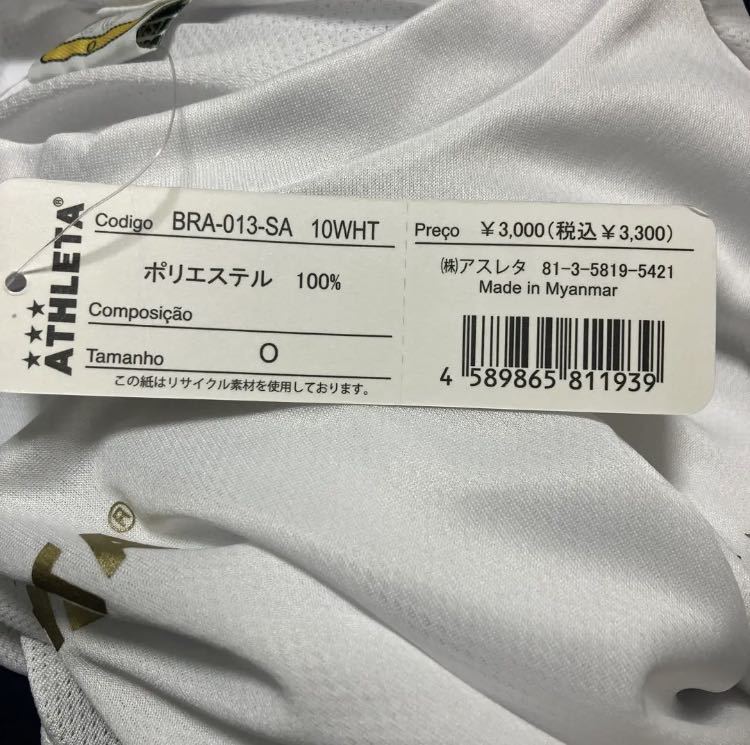 ATHLETA®
Codigo BRA-013-SA 10WHT
ポリエステル 100%
Composição
Tamanho O
この紙はリサイクル素材を使用しております。
Preço ¥3,000(税込¥3,300)
㈱アスレタ 81-3-5819-5421
Made in Myanmar
4 589865 811939
®